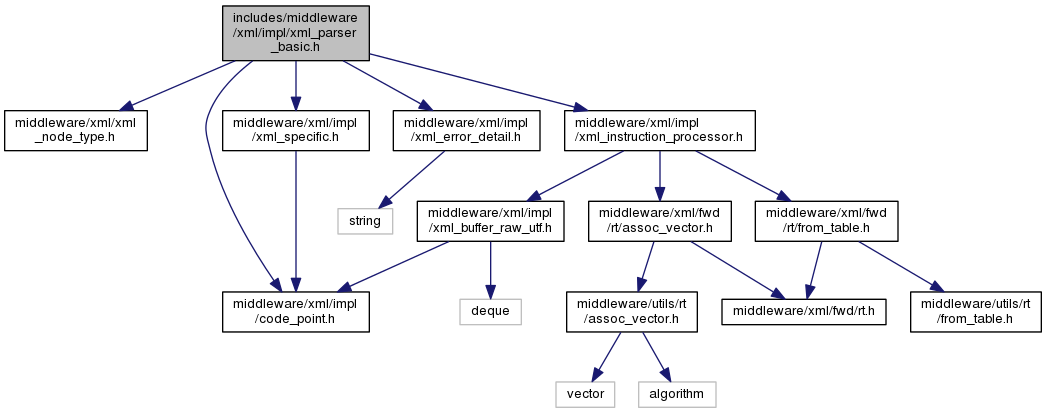 includes/middleware
/xml/impl/xml_parser
_basic.h
middleware/xml/xml
_node_type.h
middleware/xml/impl
/xml_specific.h
middleware/xml/impl
/xml_error_detail.h
middleware/xml/impl
/xml_instruction_processor.h
string
middleware/xml/impl
/xml_buffer_raw_utf.h
middleware/xml/fwd
/rt/assoc_vector.h
middleware/xml/fwd
/rt/from_table.h
middleware/xml/impl
/code_point.h
deque
middleware/utils/rt
/assoc_vector.h
middleware/xml/fwd/rt.h
middleware/utils/rt
/from_table.h
vector
algorithm